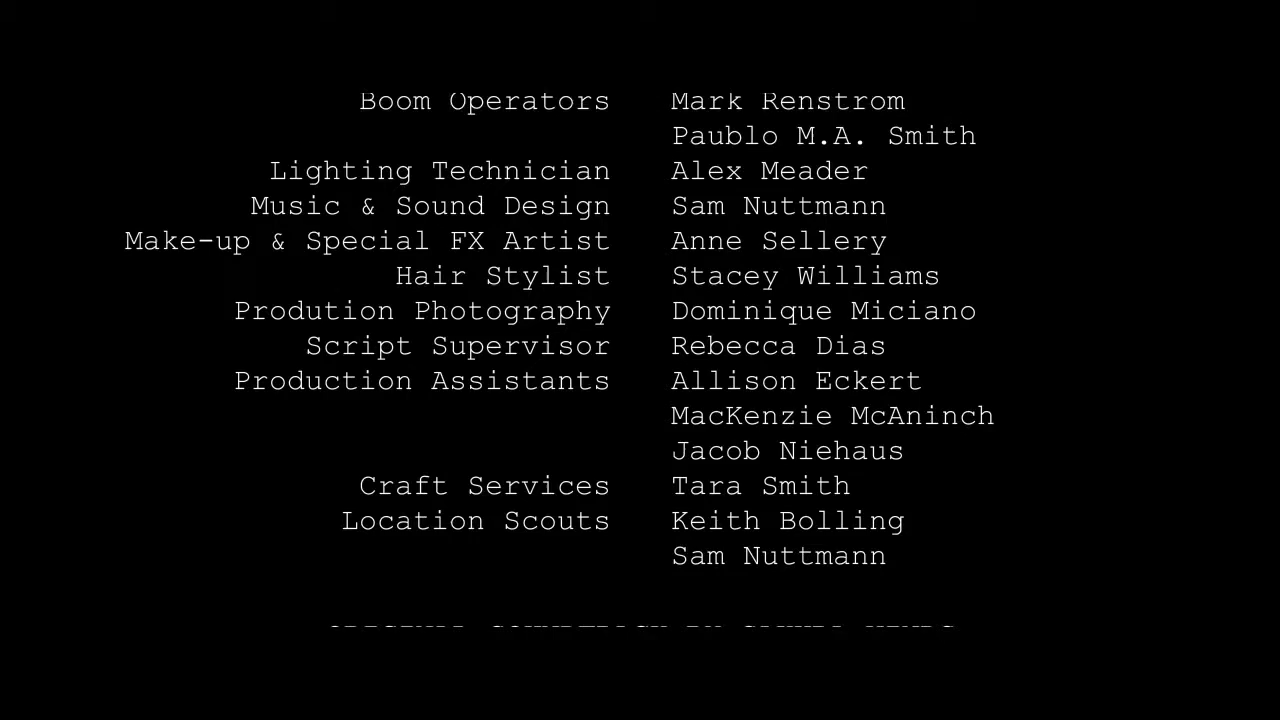 Boom Operators Mark Renstrom
Paublo M.A. Smith
Lighting Technician Alex Meader
Music & Sound Design Sam Nuttmann
Make-up & Special FX Artist Anne Sellery
Hair Stylist Stacey Williams
Prodution Photography Dominique Miciano
Script Supervisor Rebecca Dias
Production Assistants Allison Eckert
MacKenzie McAninch
Jacob Niehaus
Craft Services Tara Smith
Location Scouts Keith Bolling
Sam Nuttmann